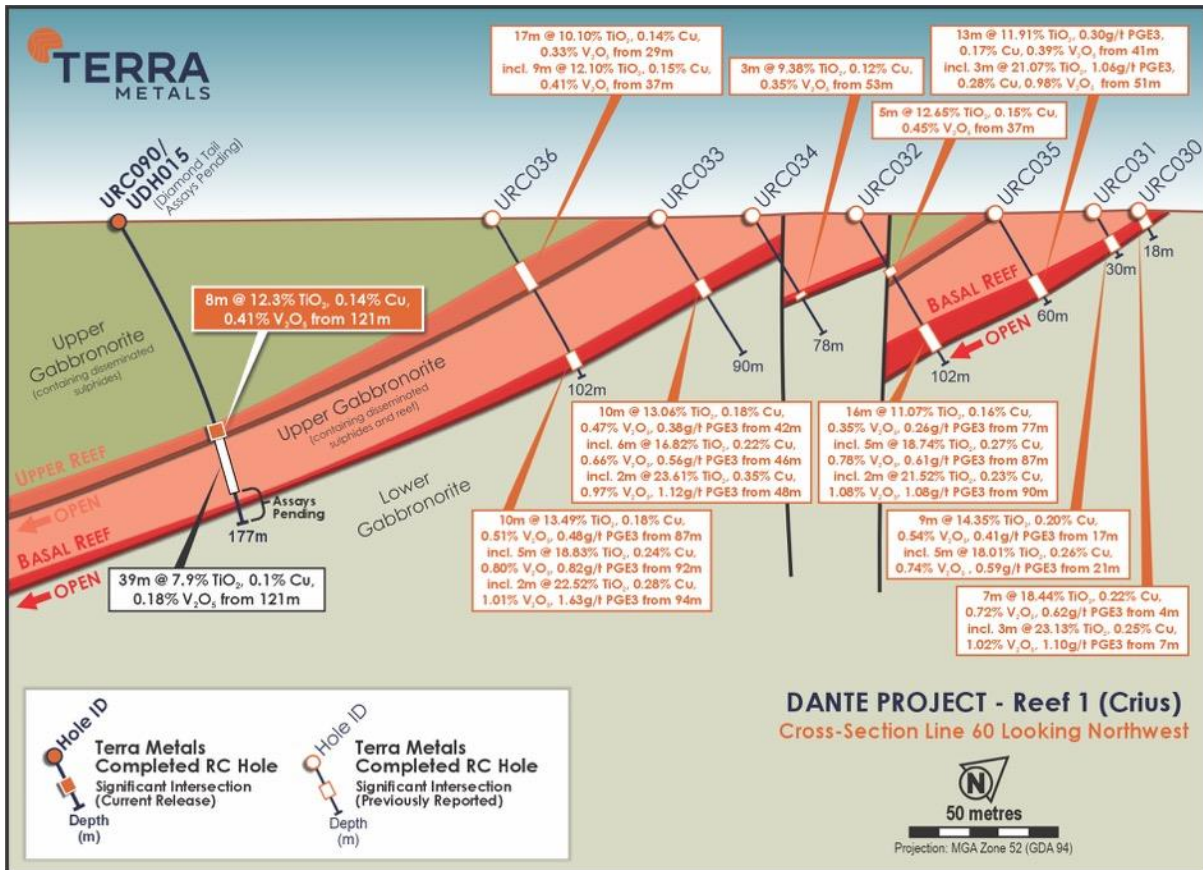 TERRA
METALS
17m @ 10.10% TiO₂, 0.14% Cu,
0.33% V₂O₅ from 29m
incl. 9m @ 12.10% TiO₂, 0.15% Cu,
0.41% V₂O₅ from 37m
3m @ 9.38% TiO₂, 0.12% Cu,
0.35% V₂O₅ from 53m
13m @ 11.91% TiO₂, 0.30g/t PGE3,
0.17% Cu, 0.39% V₂O₅ from 41m
incl. 3m @ 21.07% TiO₂, 1.06g/t PGE3,
0.28% Cu, 0.98% V₂O₅ from 51m
5m @ 12.65% TiO₂, 0.15% Cu,
0.45% V₂O₅ from 37m
URC090/
UDH015
(Diamond Tail
Assays Pending)
URC036
URC033
URC034
URC032
URC035
URC031
URC030
18m
30m
60m
102m
78m
90m
102m
177m
8m @ 12.3% TiO₂, 0.14% Cu,
0.41% V₂O₅ from 121m
Upper
Gabbronorite
(containing disseminated
sulphides)
Upper Gabbronorite
(containing disseminated
sulphides and reef)
Lower
Gabbronorite
UPPER REEF
OPEN
BASAL REEF
OPEN
BASAL REEF
OPEN
Assays
Pending
39m @ 7.9% TiO₂, 0.1% Cu,
0.18% V₂O₅ from 121m
10m @ 13.06% TiO₂, 0.18% Cu,
0.47% V₂O₅, 0.38g/t PGE3 from 42m
incl. 6m @ 16.82% TiO₂, 0.22% Cu,
0.66% V₂O₅, 0.56g/t PGE3 from 46m
incl. 2m @ 23.61% TiO₂, 0.35% Cu,
0.97% V₂O₅, 1.12g/t PGE3 from 48m
10m @ 13.49% TiO₂, 0.18% Cu,
0.51% V₂O₅, 0.48g/t PGE3 from 87m
incl. 5m @ 18.83% TiO₂, 0.24% Cu,
0.80% V₂O₅, 0.82g/t PGE3 from 92m
incl. 2m @ 22.52% TiO₂, 0.28% Cu,
1.01% V₂O₅, 1.63g/t PGE3 from 94m
16m @ 11.07% TiO₂, 0.16% Cu,
0.35% V₂O₅, 0.26g/t PGE3 from 77m
incl. 5m @ 18.74% TiO₂, 0.27% Cu,
0.78% V₂O₅, 0.61g/t PGE3 from 87m
incl. 2m @ 21.52% TiO₂, 0.23% Cu,
1.08% V₂O₅, 1.08g/t PGE3 from 90m
9m @ 14.35% TiO₂, 0.20% Cu,
0.54% V₂O₅, 0.41g/t PGE3 from 17m
incl. 5m @ 18.01% TiO₂, 0.26% Cu,
0.74% V₂O₅ , 0.59g/t PGE3 from 21m
7m @ 18.44% TiO₂, 0.22% Cu,
0.72% V₂O₅, 0.62g/t PGE3 from 4m
incl. 3m @ 23.13% TiO₂, 0.25% Cu,
1.02% V₂O₅, 1.10g/t PGE3 from 7m
Hole ID
Terra Metals
Completed RC Hole
Significant Intersection
(Current Release)
Depth
(m)
Hole ID
Terra Metals
Completed RC Hole
Significant Intersection
(Previously Reported)
Depth
(m)
DANTE PROJECT - Reef 1 (Crius)
Cross-Section Line 60 Looking Northwest
N
50 metres
Projection: MGA Zone 52 (GDA 94)